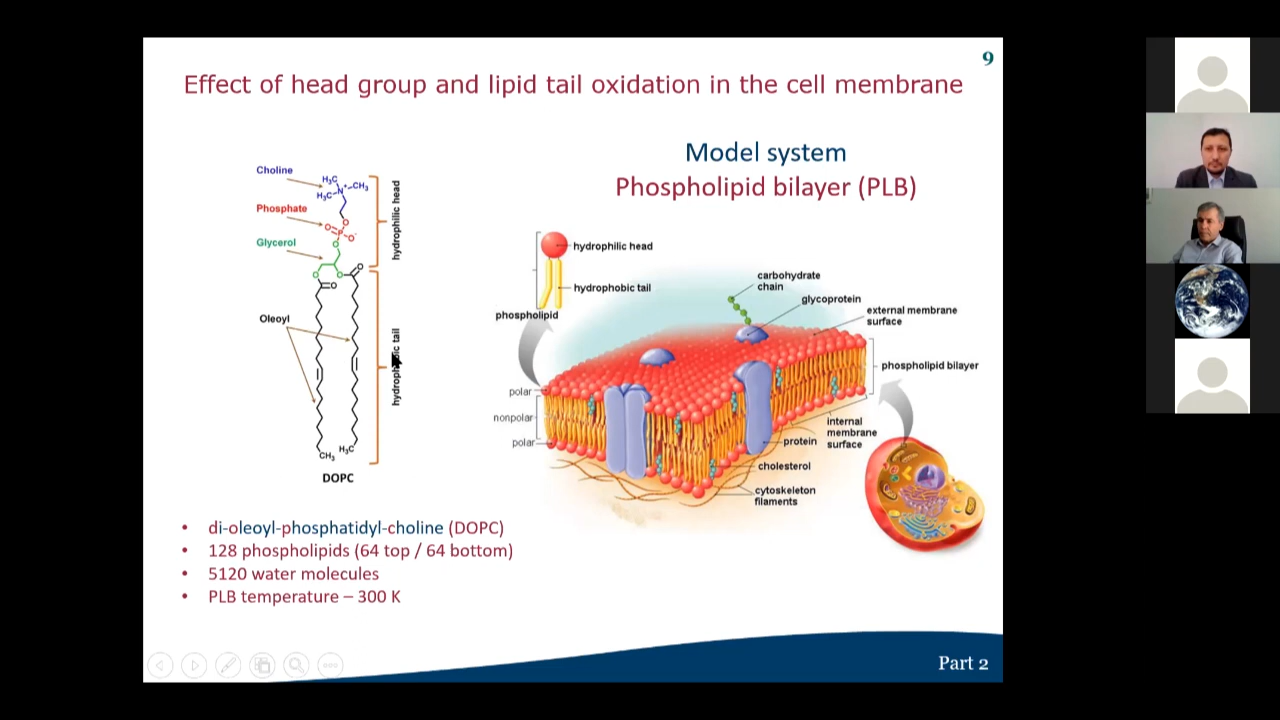 9
Effect of head group and lipid tail oxidation in the cell membrane
Model system
Phospholipid bilayer (PLB)
Choline
H₃C
CH₃
H₃C
N⁺
Phosphate
O
O
P
O⁻
O
Glycerol
O
O
O
O
hydrophilic head
Oleoyl
CH₃
H₃C
DOPC
hydrophilic head
hydrophobic tail
phospholipid
carbohydrate
chain
glycoprotein
external membrane
surface
phospholipid bilayer
polar
nonpolar
polar
internal
membrane
surface
protein
cholesterol
cytoskeleton
filaments
• di-oleoyl-phosphatidyl-choline (DOPC)
• 128 phospholipids (64 top / 64 bottom)
• 5120 water molecules
• PLB temperature – 300 K
Part 2